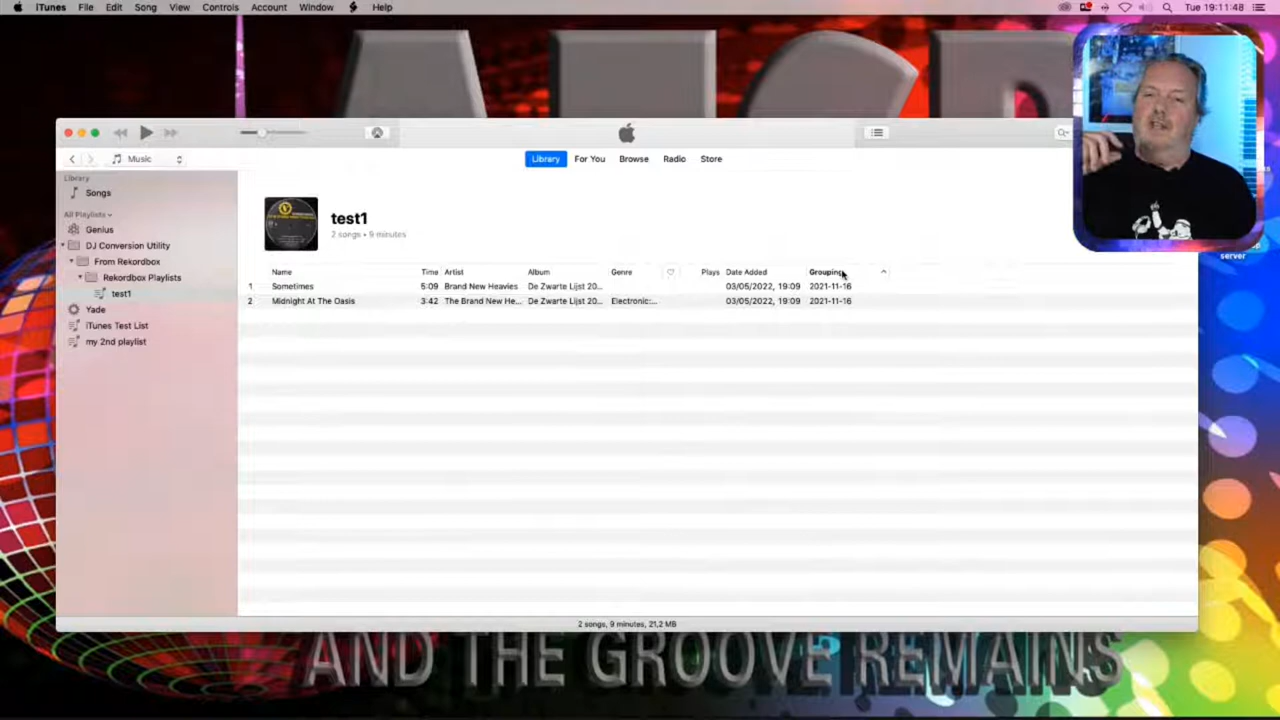 iTunes File Edit Song View Controls Account Window Help Tue 19:11:48
Music Library For You Browse Radio Store
Library
Songs
All Playlists
Genius
DJ Conversion Utility
From Rekordbox
Rekordbox Playlists
test1
Yade
iTunes Test List
my 2nd playlist
test1
2 songs • 9 minutes
Name Time Artist Album Genre Plays Date Added Grouping
1 Sometimes 5:09 Brand New Heavies De Zwarte Lijst 20... 03/05/2022, 19:09 2021-11-16
2 Midnight At The Oasis 3:42 The Brand New He... De Zwarte Lijst 20... Electronic:... 03/05/2022, 19:09 2021-11-16
2 songs, 9 minutes, 21,2 MB
server
AND THE GROOVE REMAINS